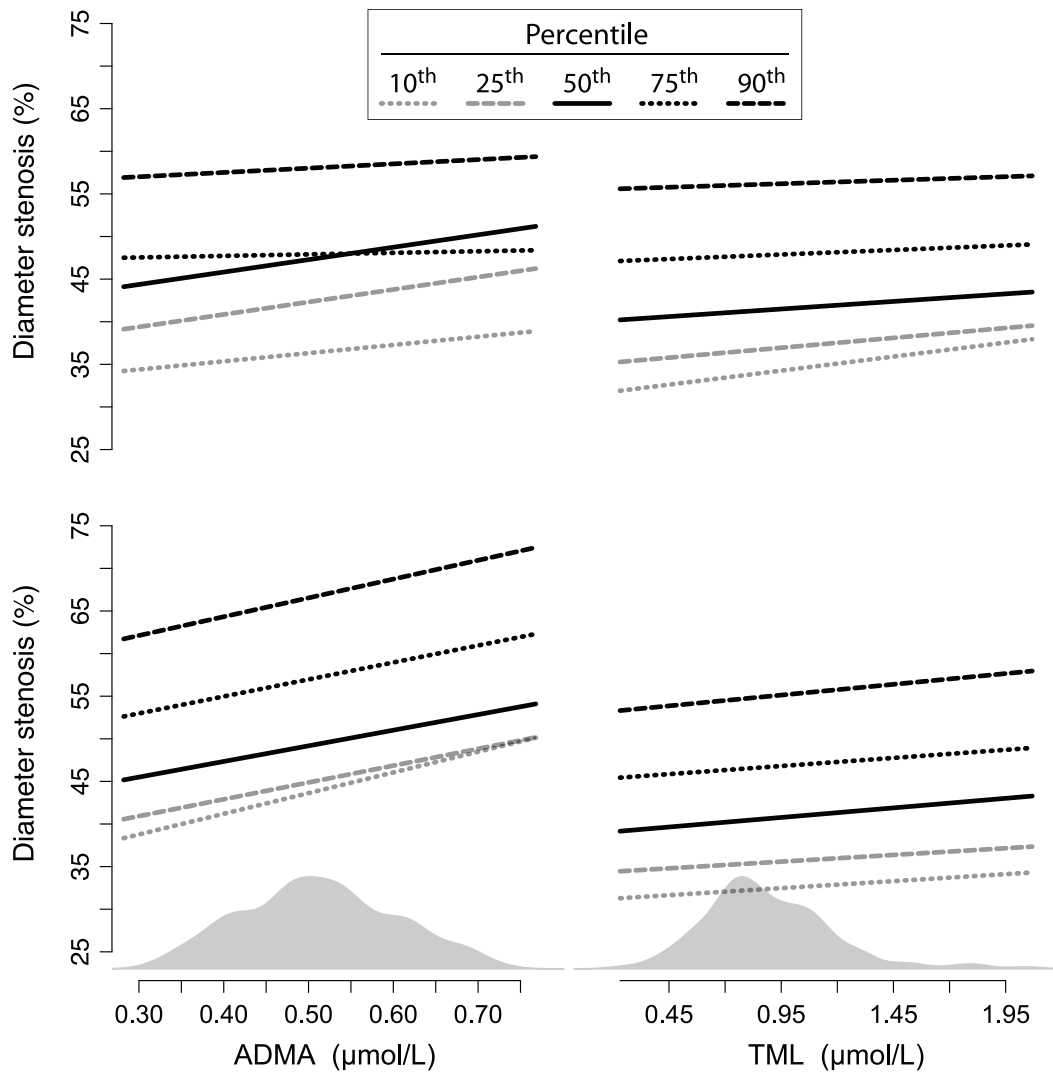 Percentile
10th 25th 50th 75th 90th
Diameter stenosis (%)
75
65
55
45
35
25
Diameter stenosis (%)
75
65
55
45
35
25
0.30 0.50 0.60 0.70
0.45 0.95 1.45 1.95
ADMA (µmol/L)
TML (µmol/L)